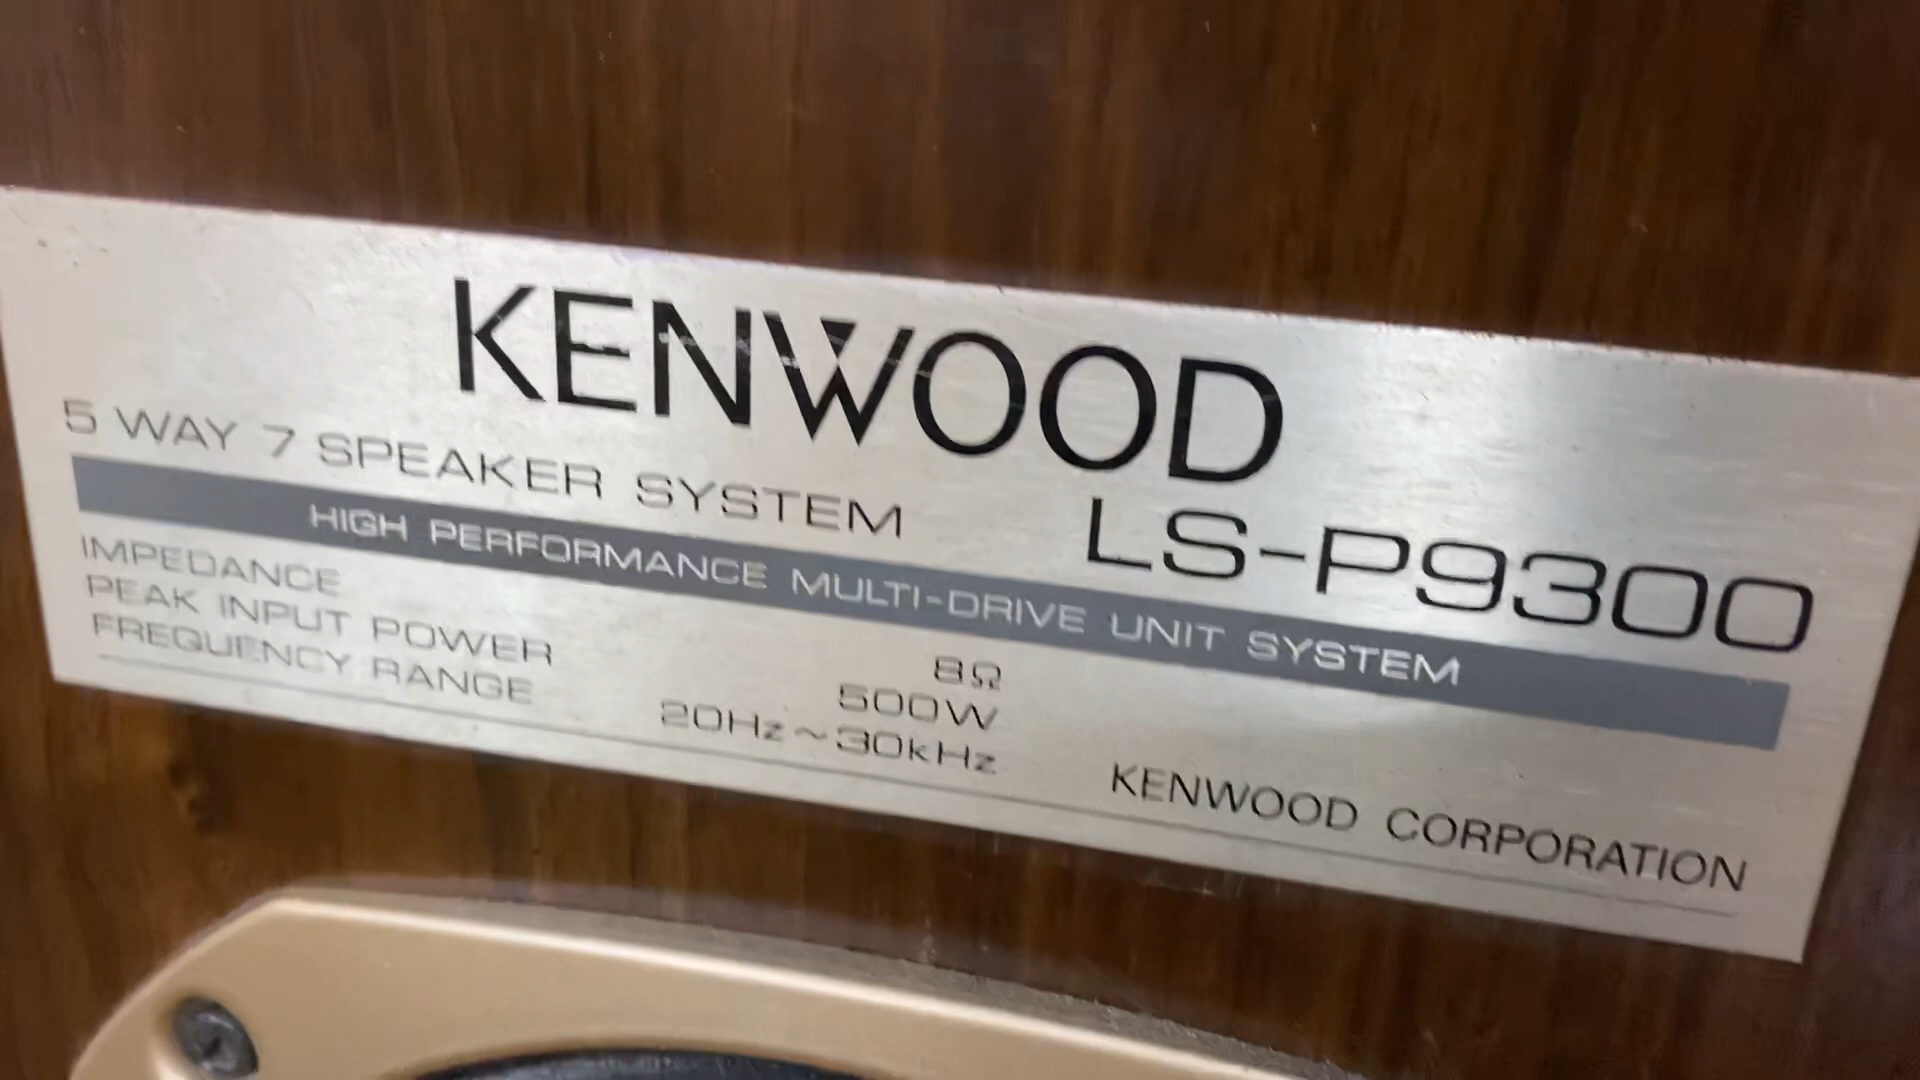 KENWOOD
5 WAY 7 SPEAKER SYSTEM LS-P9300
HIGH PERFORMANCE MULTI-DRIVE UNIT SYSTEM
IMPEDANCE 8Ω
PEAK INPUT POWER 500W
FREQUENCY RANGE 20Hz~30kHz
KENWOOD CORPORATION